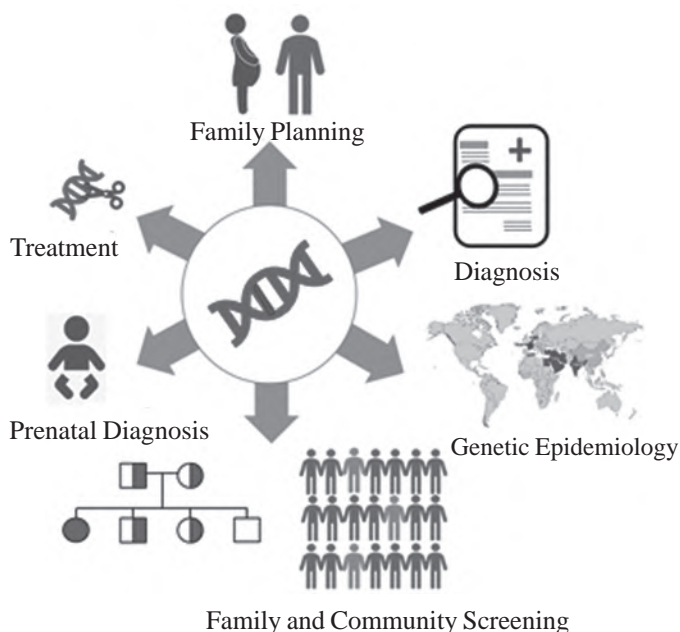 Family Planning
Treatment
Diagnosis
Prenatal Diagnosis
Genetic Epidemiology
Family and Community Screening